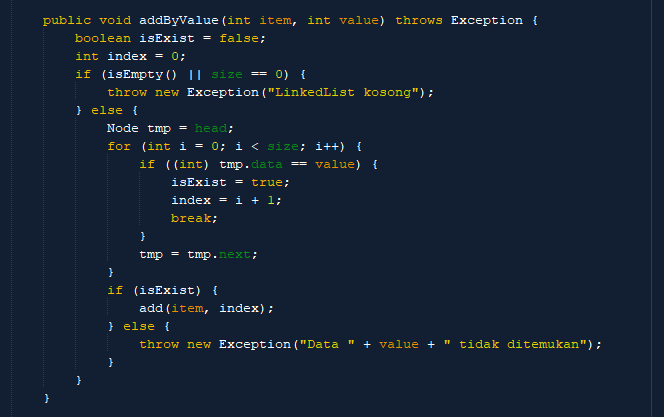 public void addByValue(int item, int value) throws Exception {
    boolean isExist = false;
    int index = 0;
    if (isEmpty() || size == 0) {
        throw new Exception("LinkedList kosong");
    } else {
        Node tmp = head;
        for (int i = 0; i < size; i++) {
            if ((int) tmp.data == value) {
                isExist = true;
                index = i + 1;
                break;
            }
            tmp = tmp.next;
        }
        if (isExist) {
            add(item, index);
        } else {
            throw new Exception("Data " + value + " tidak ditemukan");
        }
    }
}